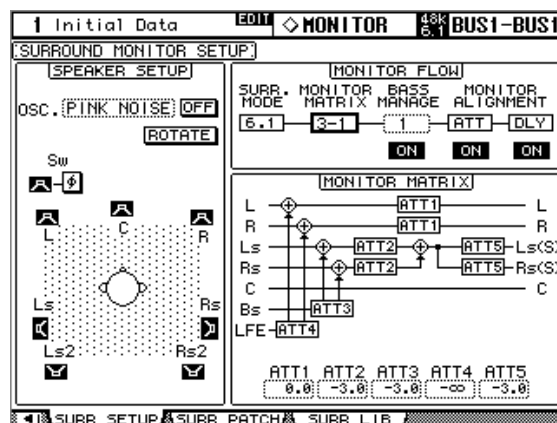 1 Initial Data EDIT ◇MONITOR 48K 6.1 BUS1-BUS1
SURROUND MONITOR SETUP
SPEAKER SETUP
OSC. PINK NOISE OFF
ROTATE
Sw
ϕ
L C R
Ls Rs
Ls2 Rs2
MONITOR FLOW
SURR. MODE MONITOR MATRIX BASS MANAGE MONITOR ALIGNMENT
6.1 3-1 1 ATT DLY
ON ON ON
MONITOR MATRIX
L ATT1 L
R ATT1 R
Ls ATT2 ATT5 Ls(S)
Rs ATT2 ATT5 Rs(S)
C C
Bs ATT3
LFE ATT4
ATT1 ATT2 ATT3 ATT4 ATT5
0.0 -3.0 -3.0 -∞ -3.0
SURR SETUP SURR PATCH SURR LIB